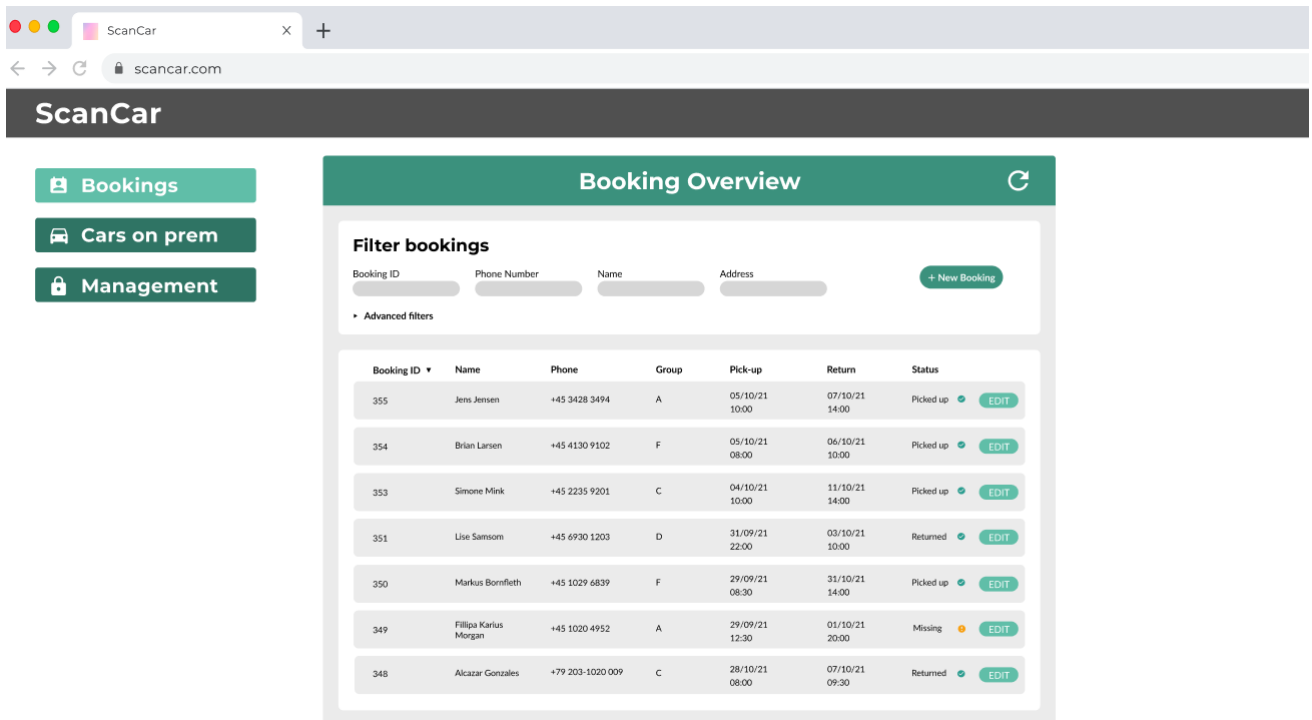 ScanCar
scancar.com
ScanCar
Bookings
Cars on prem
Management
Booking Overview
Filter bookings
Booking ID Phone Number Name Address
+ New Booking
Advanced filters
Booking ID Name Phone Group Pick-up Return Status
355 Jens Jensen +45 3428 3494 A 05/10/21 10:00 07/10/21 14:00 Picked up EDIT
354 Brian Larsen +45 4130 9102 F 05/10/21 08:00 06/10/21 10:00 Picked up EDIT
353 Simone Mink +45 2235 9201 C 04/10/21 10:00 11/10/21 14:00 Picked up EDIT
351 Lise Samsom +45 6930 1203 D 31/09/21 22:00 03/10/21 10:00 Returned EDIT
350 Markus Bornfleth +45 1029 6839 F 29/09/21 08:30 31/10/21 14:00 Picked up EDIT
349 Fillipa Karius Morgan +45 1020 4952 A 29/09/21 12:30 01/10/21 20:00 Missing EDIT
348 Alcazar Gonzales +79 203-1020 009 C 28/10/21 08:00 07/10/21 09:30 Returned EDIT